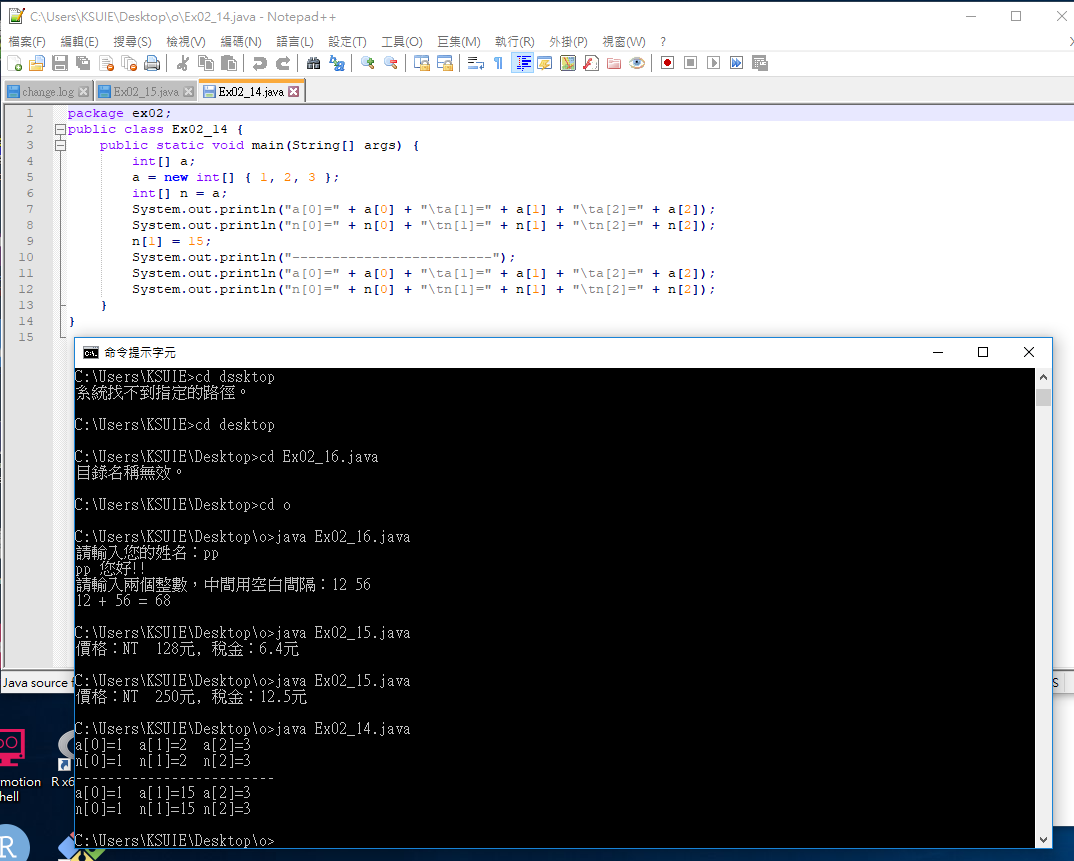 C:\Users\KSUIE\Desktop\o\Ex02_14.java - Notepad++
檔案(F) 編輯(E) 搜尋(S) 檢視(V) 編碼(N) 語言(L) 設定(T) 工具(O) 巨集(M) 執行(R) 外掛(P) 視窗(W) ?
change.log Ex02_15.java Ex02_14.java
1 package ex02;
2 public class Ex02_14 {
3 public static void main(String[] args) {
4 int[] a;
5 a = new int[] { 1, 2, 3 };
6 int[] n = a;
7 System.out.println("a[0]=" + a[0] + "\ta[1]=" + a[1] + "\ta[2]=" + a[2]);
8 System.out.println("n[0]=" + n[0] + "\tn[1]=" + n[1] + "\tn[2]=" + n[2]);
9 n[1] = 15;
10 System.out.println("-------------------------");
11 System.out.println("a[0]=" + a[0] + "\ta[1]=" + a[1] + "\ta[2]=" + a[2]);
12 System.out.println("n[0]=" + n[0] + "\tn[1]=" + n[1] + "\tn[2]=" + n[2]);
13 }
14 }
15
命令提示字元
C:\Users\KSUIE>cd dssktop
系統找不到指定的路徑。
C:\Users\KSUIE>cd desktop
C:\Users\KSUIE\Desktop>cd Ex02_16.java
目錄名稱無效。
C:\Users\KSUIE\Desktop>cd o
C:\Users\KSUIE\Desktop\o>java Ex02_16.java
請輸入您的姓名：pp
pp 您好!!
請輸入兩個整數，中間用空白間隔：12 56
12 + 56 = 68
C:\Users\KSUIE\Desktop\o>java Ex02_15.java
價格：NT  128元, 稅金：6.4元
C:\Users\KSUIE\Desktop\o>java Ex02_15.java
價格：NT  250元, 稅金：12.5元
C:\Users\KSUIE\Desktop\o>java Ex02_14.java
a[0]=1  a[1]=2  a[2]=3
n[0]=1  n[1]=2  n[2]=3
-------------------------
a[0]=1  a[1]=15 a[2]=3
n[0]=1  n[1]=15 n[2]=3
C:\Users\KSUIE\Desktop\o>
Java source
S
motion
hell
R x6
R